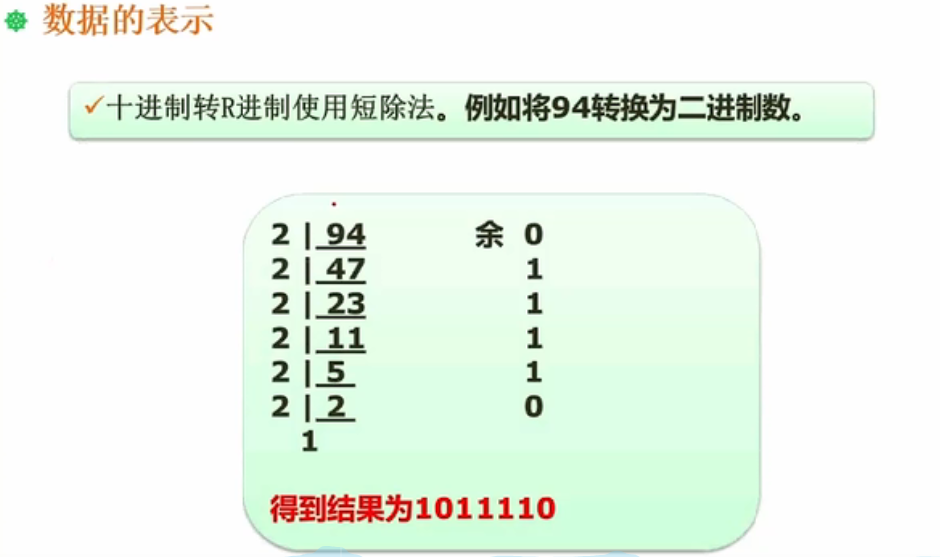 数据的表示
✓十进制转R进制使用短除法。例如将94转换为二进制数。
2 | 94 余 0
2 | 47 1
2 | 23 1
2 | 11 1
2 | 5 1
2 | 2 0
1
得到结果为1011110